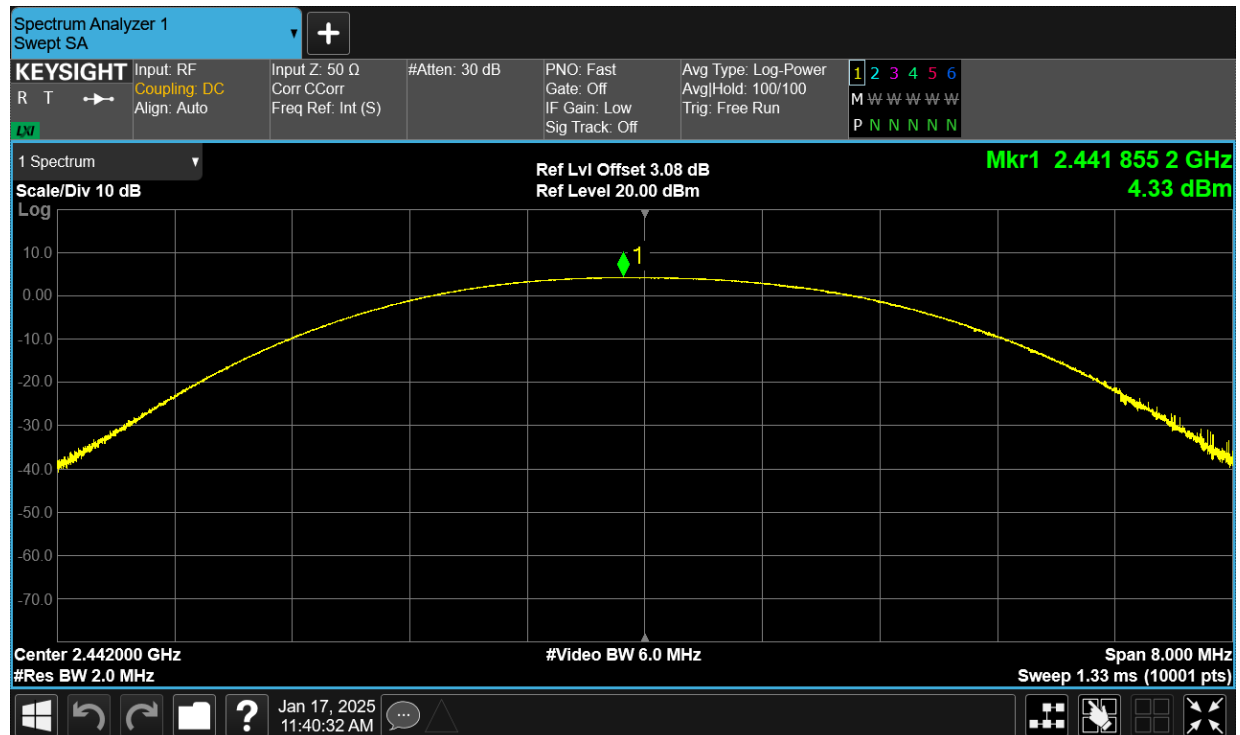 Spectrum Analyzer 1
Swept SA
+
KEYSIGHT
R T
LXI
Input: RF
Coupling: DC
Align: Auto
Input Z: 50 Ω
Corr CCorr
Freq Ref: Int (S)
#Atten: 30 dB
PNO: Fast
Gate: Off
IF Gain: Low
Sig Track: Off
Avg Type: Log-Power
Avg|Hold: 100/100
Trig: Free Run
1 2 3 4 5 6
M W W W W W
P N N N N N
1 Spectrum
Scale/Div 10 dB
Log
Ref Lvl Offset 3.08 dB
Ref Level 20.00 dBm
Mkr1 2.441 855 2 GHz
4.33 dBm
1
10.0
0.00
-10.0
-20.0
-30.0
-40.0
-50.0
-60.0
-70.0
Center 2.442000 GHz
#Res BW 2.0 MHz
#Video BW 6.0 MHz
Span 8.000 MHz
Sweep 1.33 ms (10001 pts)
?
Jan 17, 2025
11:40:32 AM